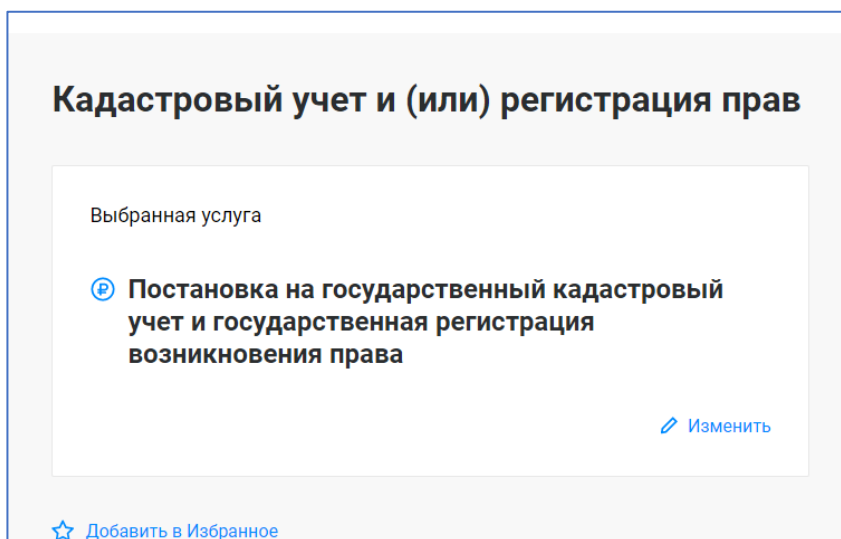 Кадастровый учет и (или) регистрация прав
Выбранная услуга
Постановка на государственный кадастровый
учет и государственная регистрация
возникновения права
Изменить
Добавить в Избранное